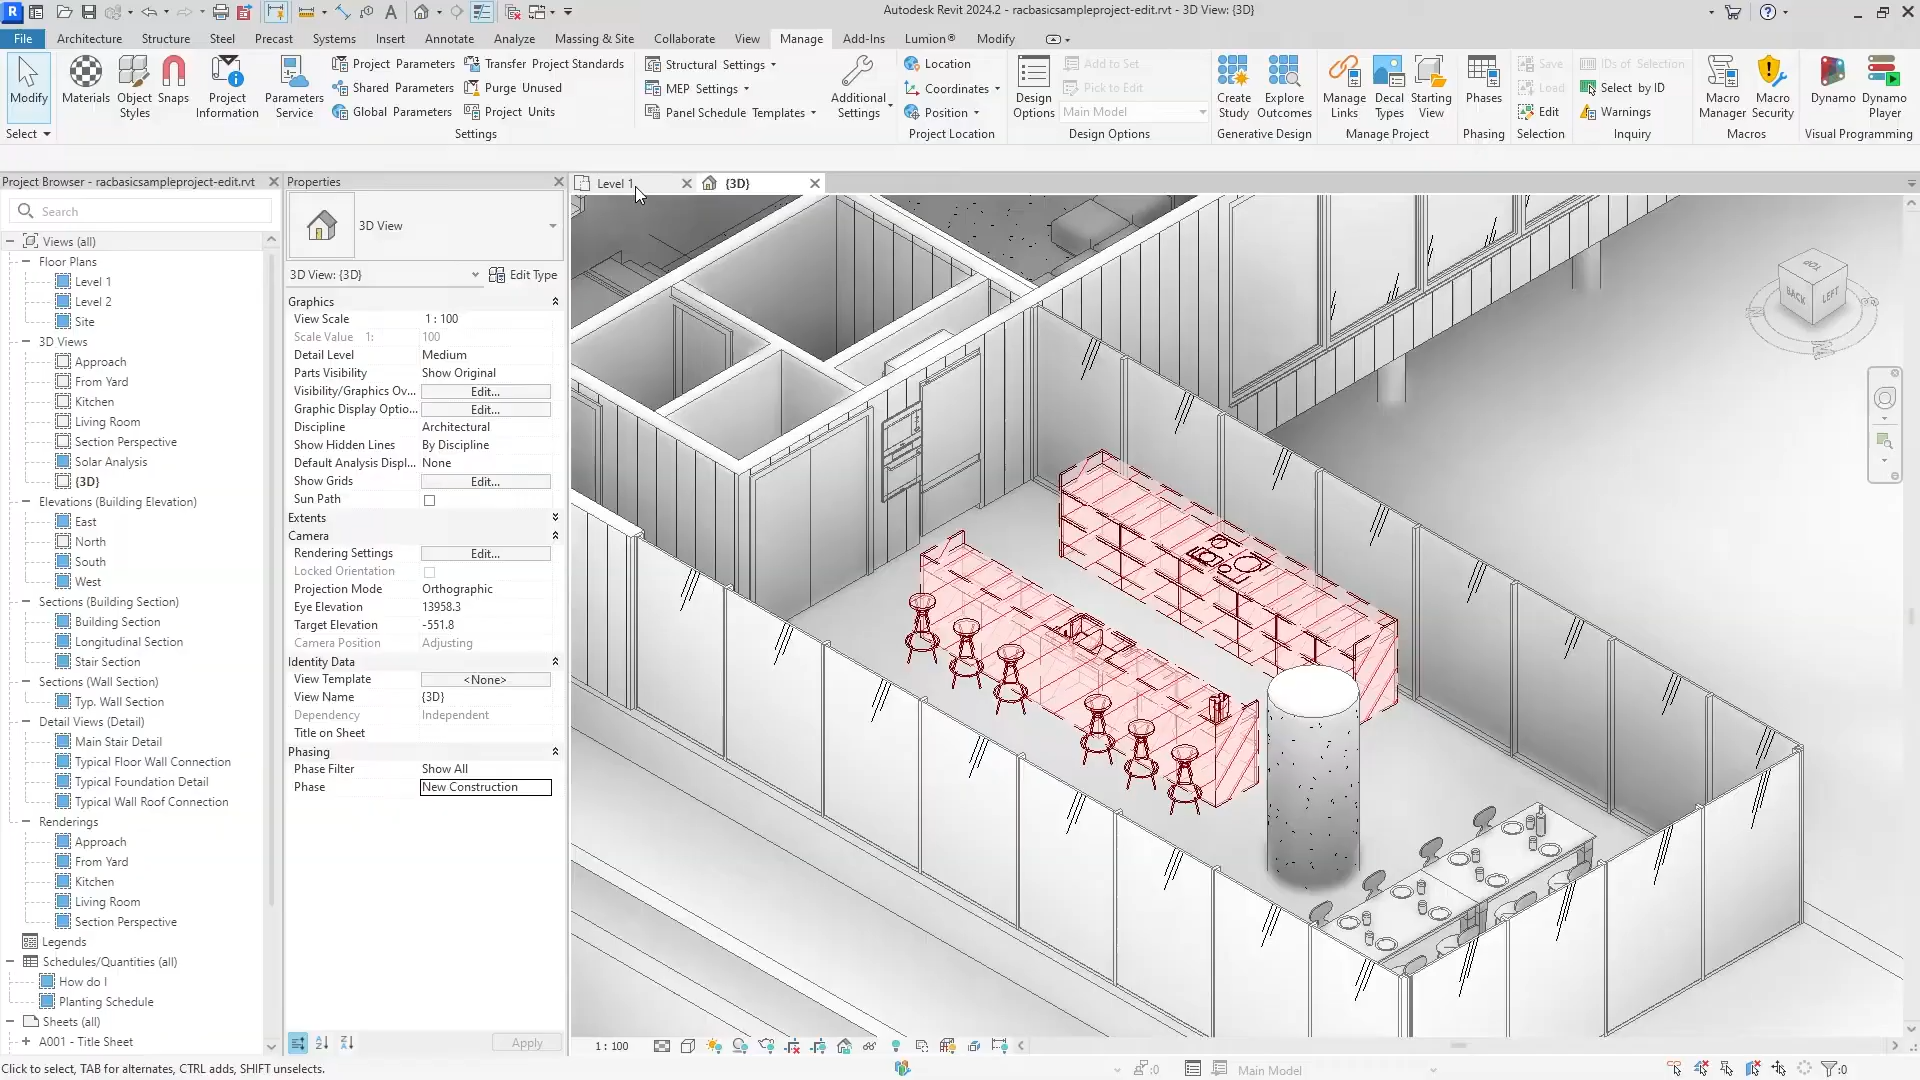 Autodesk Revit 2024.2 - racbasicsampleproject-edit.rvt - 3D View: {3D}
File Architecture Structure Steel Precast Systems Insert Annotate Analyze Massing & Site Collaborate View Manage Add-Ins Lumion® Modify
Modify
Select
Materials
Object Styles
Snaps
Project Information
Parameters Service
Project Parameters
Shared Parameters
Global Parameters
Transfer Project Standards
Purge Unused
Project Units
Settings
Structural Settings
MEP Settings
Panel Schedule Templates
Additional Settings
Location
Coordinates
Position
Project Location
Design Options
Add to Set
Pick to Edit
Main Model
Design Options
Create Study
Explore Outcomes
Generative Design
Manage Links
Decal Types
Starting View
Manage Project
Phases
Phasing
Save
Load
Edit
Selection
IDs of Selection
Select by ID
Warnings
Inquiry
Macro Manager
Macro Security
Macros
Dynamo
Dynamo Player
Visual Programming
Project Browser - racbasicsampleproject-edit.rvt
Search
Views (all)
Floor Plans
Level 1
Level 2
Site
3D Views
Approach
From Yard
Kitchen
Living Room
Section Perspective
Solar Analysis
{3D}
Elevations (Building Elevation)
East
North
South
West
Sections (Building Section)
Building Section
Longitudinal Section
Stair Section
Sections (Wall Section)
Typ. Wall Section
Detail Views (Detail)
Main Stair Detail
Typical Floor Wall Connection
Typical Foundation Detail
Typical Wall Roof Connection
Renderings
Approach
From Yard
Kitchen
Living Room
Section Perspective
Legends
Schedules/Quantities (all)
How do I
Planting Schedule
Sheets (all)
A001 - Title Sheet
Properties
3D View
3D View: {3D} Edit Type
Graphics
View Scale 1 : 100
Scale Value 1: 100
Detail Level Medium
Parts Visibility Show Original
Visibility/Graphics Ov... Edit...
Graphic Display Optio... Edit...
Discipline Architectural
Show Hidden Lines By Discipline
Default Analysis Displ... None
Show Grids Edit...
Sun Path
Extents
Camera
Rendering Settings Edit...
Locked Orientation
Projection Mode Orthographic
Eye Elevation 13958.3
Target Elevation -551.8
Camera Position Adjusting
Identity Data
View Template <None>
View Name {3D}
Dependency Independent
Title on Sheet
Phasing
Phase Filter Show All
Phase New Construction
Apply
Level 1 {3D}
TOP
BACK LEFT
1 : 100
Click to select, TAB for alternates, CTRL adds, SHIFT unselects.
:0
Main Model
:0